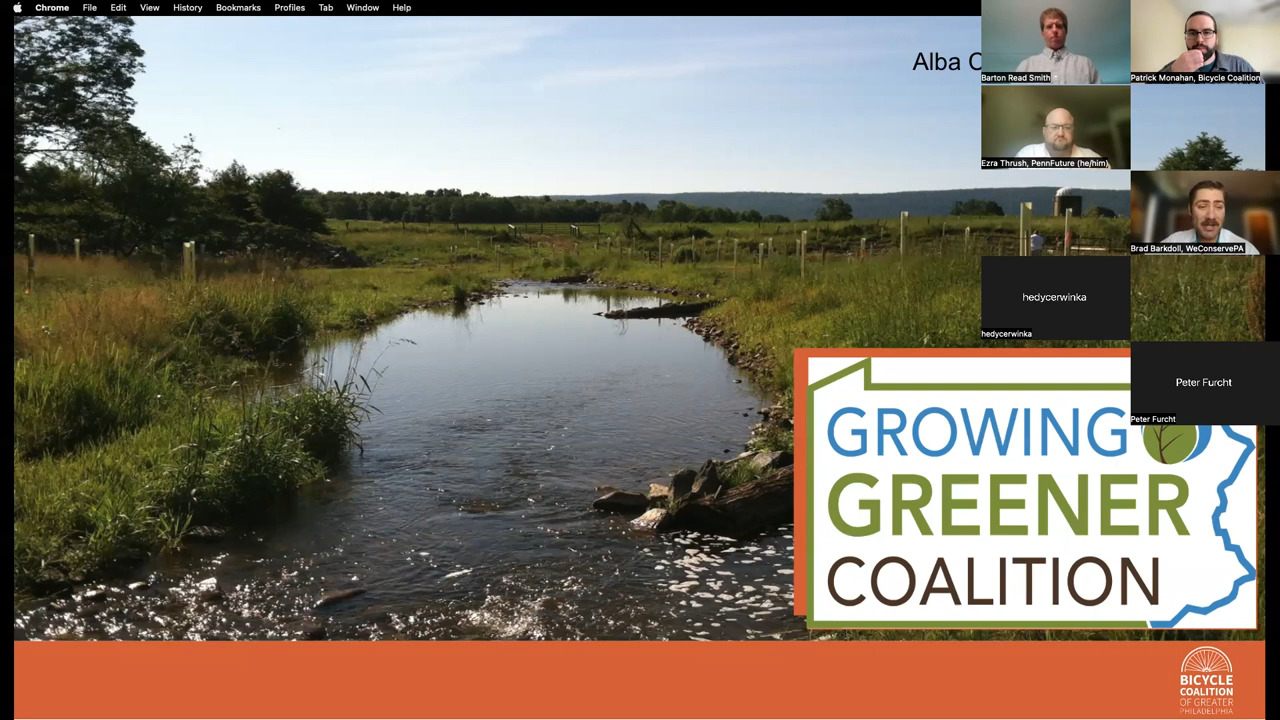 Chrome File Edit View History Bookmarks Profiles Tab Window Help
Alba
Barton Read Smith
Patrick Monahan, Bicycle Coalition
Ezra Thrush, PennFuture (he/him)
Brad Barkdoll, WeConservePA
hedycerwinka
hedycerwinka
Peter Furcht
Peter Furcht
GROWING
GREENER
COALITION
BICYCLE
COALITION
OF GREATER
PHILADELPHIA